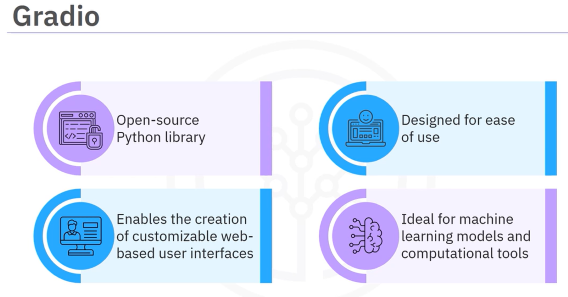 Gradio
Open-source
Python library
Designed for ease
of use
Enables the creation
of customizable web-
based user interfaces
Ideal for machine
learning models and
computational tools